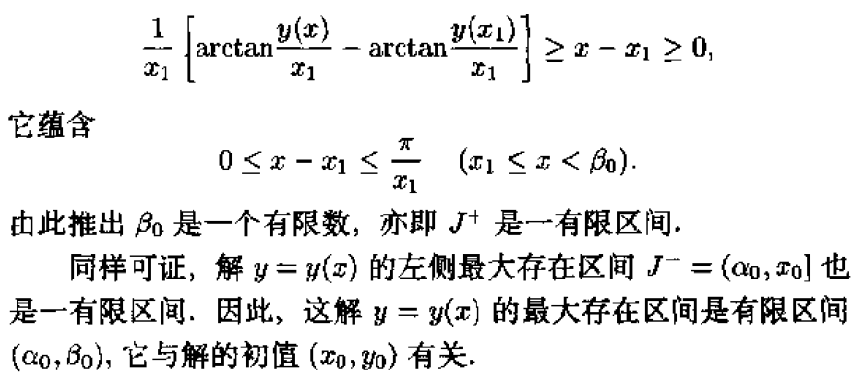 $$\frac{1}{x_1}\left[\arctan\frac{y(x)}{x_1}-\arctan\frac{y(x_1)}{x_1}\right]\geq x-x_1\geq 0,$$
它蕴含
$$0\leq x-x_1\leq\frac{\pi}{x_1}\quad(x_1\leq x<\beta_0).$$
由此推出 $\beta_0$ 是一个有限数, 亦即 $J^+$ 是一有限区间.
同样可证, 解 $y=y(x)$ 的左侧最大存在区间 $J^-=(\alpha_0,x_0]$ 也
是一有限区间. 因此, 这解 $y=y(x)$ 的最大存在区间是有限区间
$(\alpha_0,\beta_0)$, 它与解的初值 $(x_0,y_0)$ 有关.